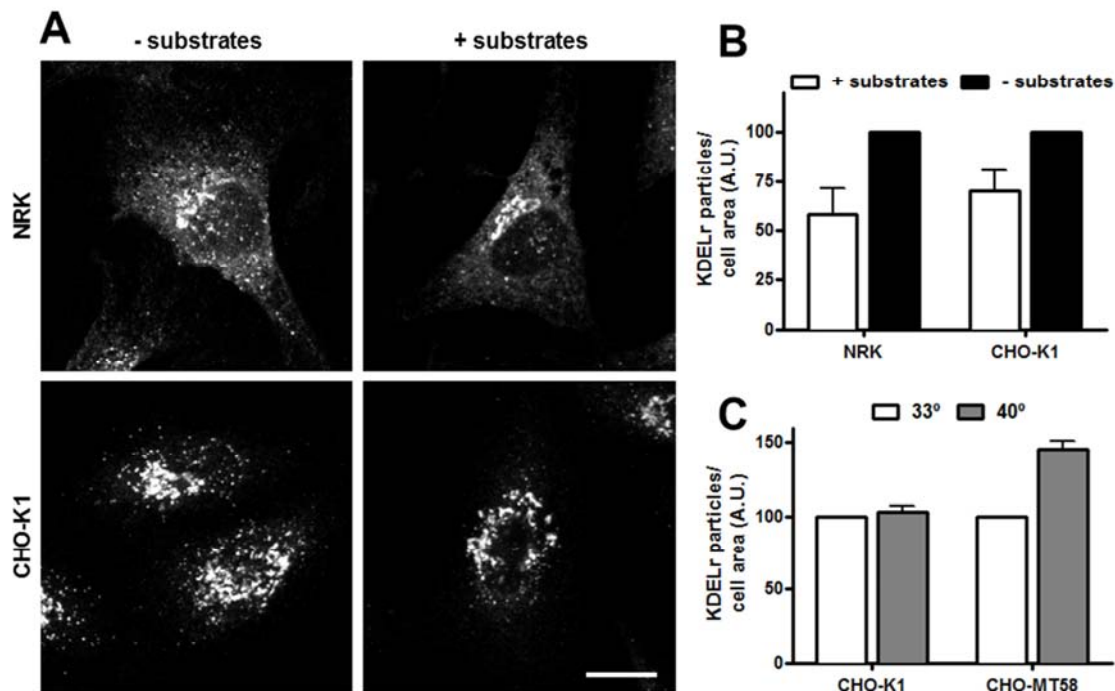 A
- substrates
+ substrates
NRK
CHO-K1
B
+ substrates
- substrates
KDELr particles/
cell area (A.U.)
100
75
50
25
0
NRK
CHO-K1
C
33º
40º
KDELr particles/
cell area (A.U.)
150
100
50
0
CHO-K1
CHO-MT58